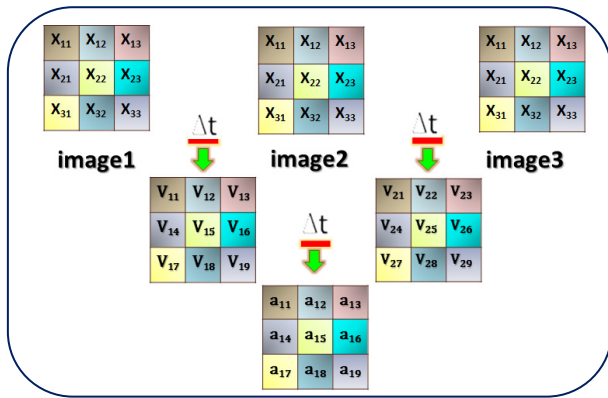 X₁₁ X₁₂ X₁₃ X₁₁ X₁₂ X₁₃ X₁₁ X₁₂ X₁₃
X₂₁ X₂₂ X₂₃ X₂₁ X₂₂ X₂₃ X₂₁ X₂₂ X₂₃
X₃₁ X₃₂ X₃₃ X₃₁ X₃₂ X₃₃ X₃₁ X₃₂ X₃₃
Δt Δt
image1 image2 image3
V₁₁ V₁₂ V₁₃ V₂₁ V₂₂ V₂₃
V₁₄ V₁₅ V₁₆ Δt V₂₄ V₂₅ V₂₆
V₁₇ V₁₈ V₁₉ V₂₇ V₂₈ V₂₉
a₁₁ a₁₂ a₁₃
a₁₄ a₁₅ a₁₆
a₁₇ a₁₈ a₁₉